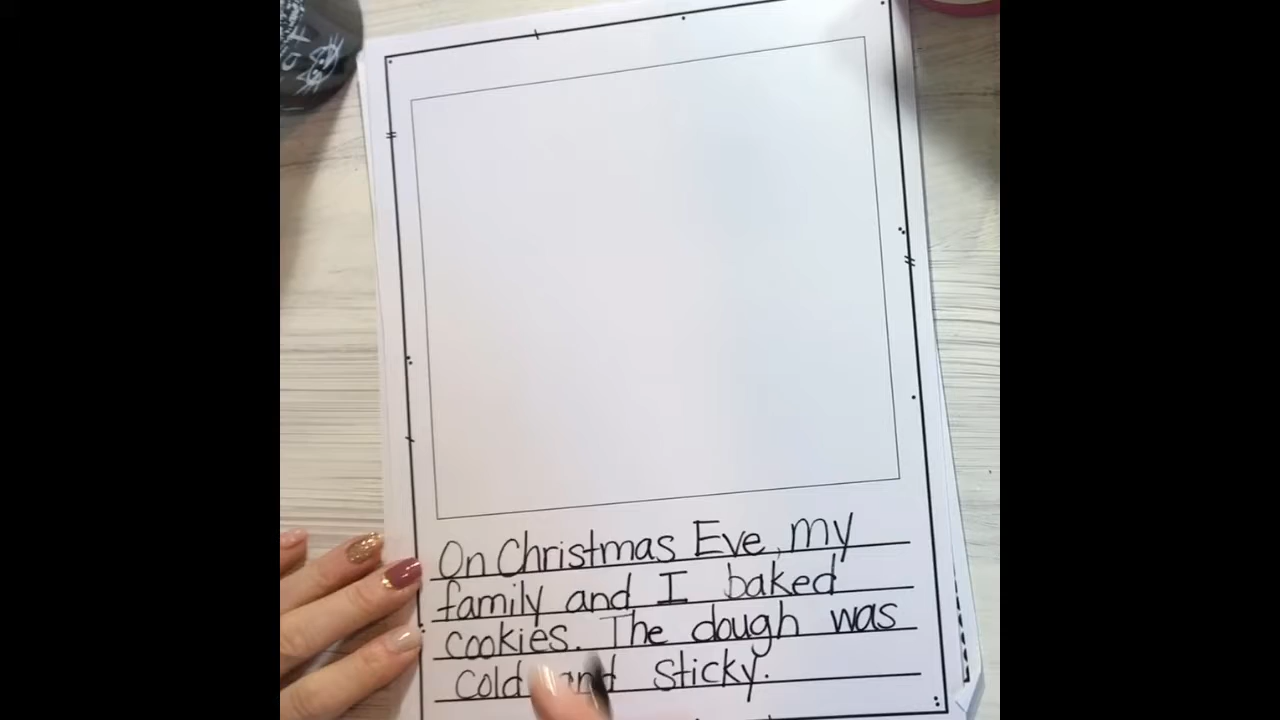 On Christmas Eve, my
family and I baked
cookies. The dough was
cold and sticky.